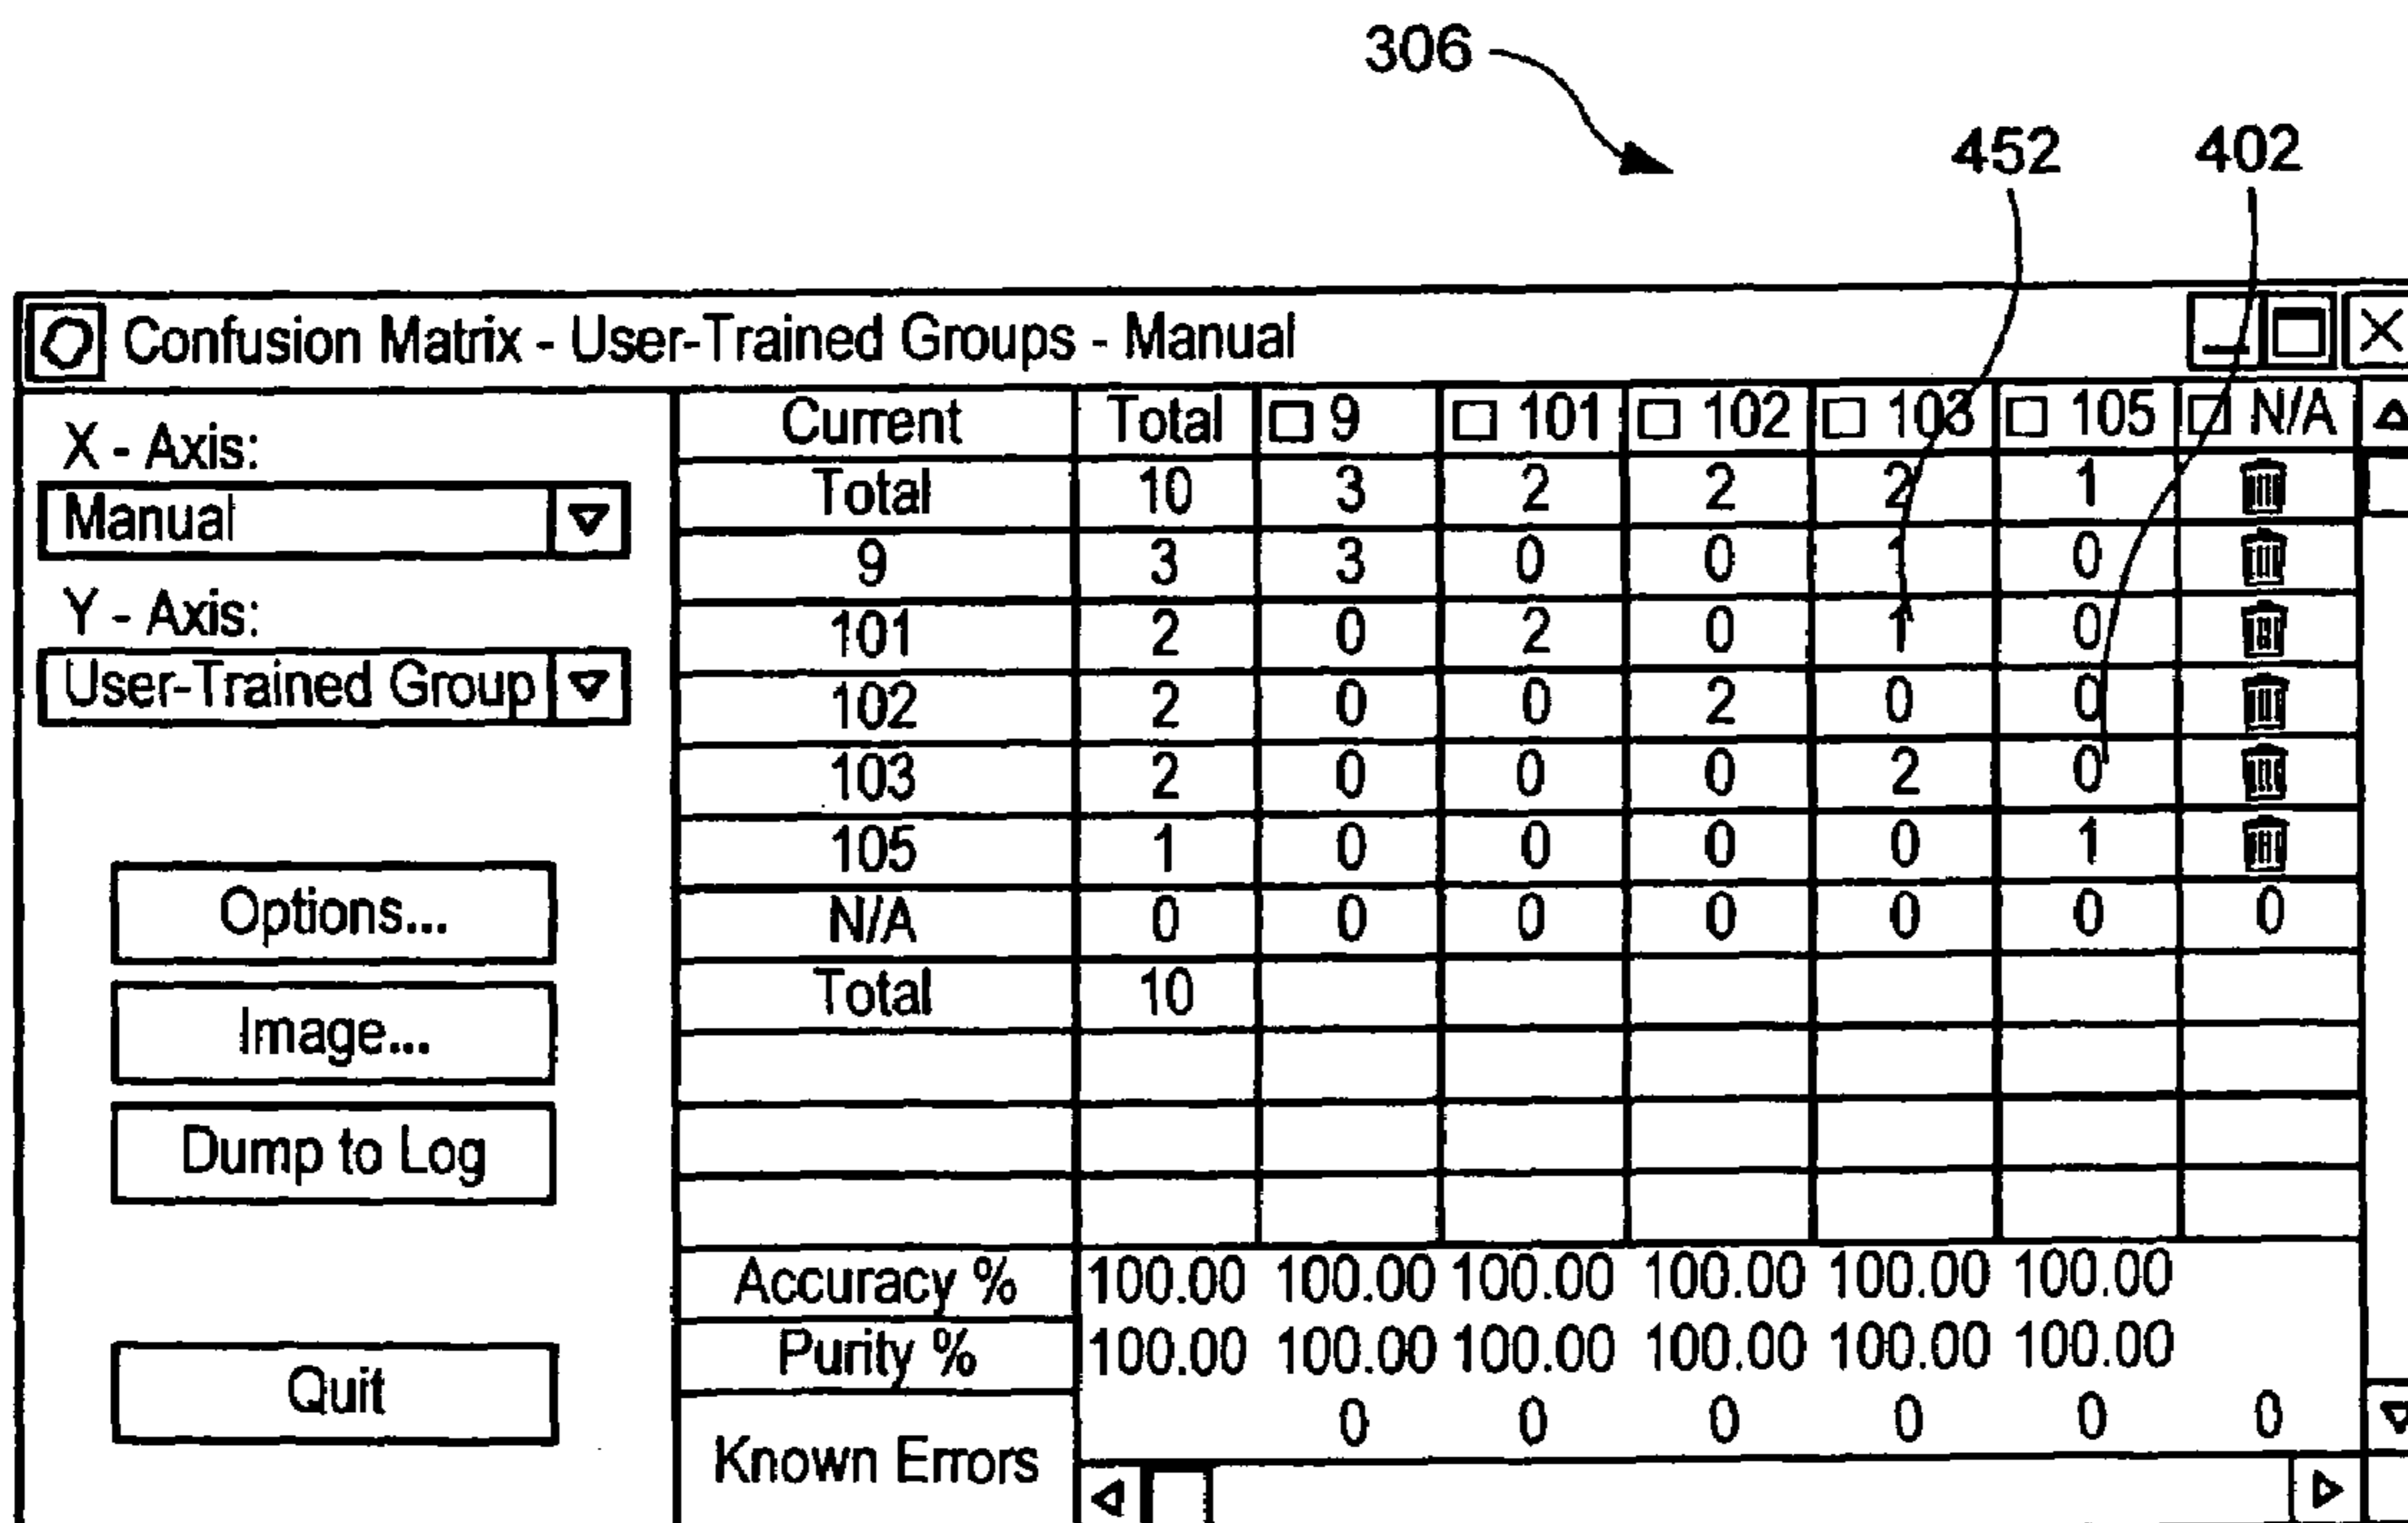 306
452 402
Confusion Matrix - User-Trained Groups - Manual
X - Axis:
Manual
Y - Axis:
User-Trained Group
Options...
Image...
Dump to Log
Quit
Current Total 9 101 102 103 105 N/A
Total 10 3 2 2 2 1
9 3 3 0 0 1 0
101 2 0 2 0 1 0
102 2 0 0 2 0 0
103 2 0 0 0 2 0
105 1 0 0 0 0 1
N/A 0 0 0 0 0 0 0
Total 10
Accuracy % 100.00 100.00 100.00 100.00 100.00 100.00
Purity % 100.00 100.00 100.00 100.00 100.00 100.00
Known Errors 0 0 0 0 0 0